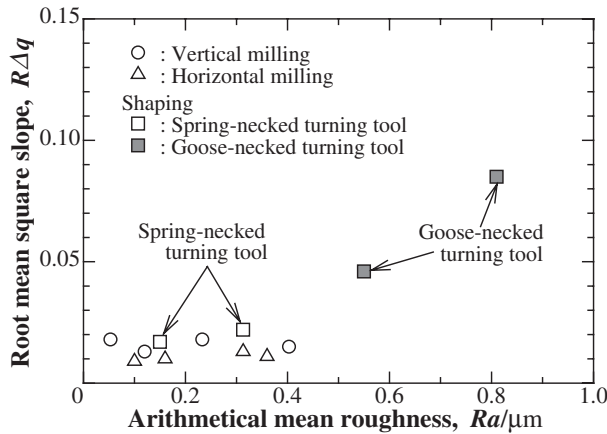 0.15
0.10
0.05
0
0.2
0.4
0.6
0.8
1.0
Root mean square slope, RΔq
Arithmetical mean roughness, Ra/μm
○ : Vertical milling
△ : Horizontal milling
Shaping
□ : Spring-necked turning tool
■ : Goose-necked turning tool
Spring-necked
turning tool
Goose-necked
turning tool